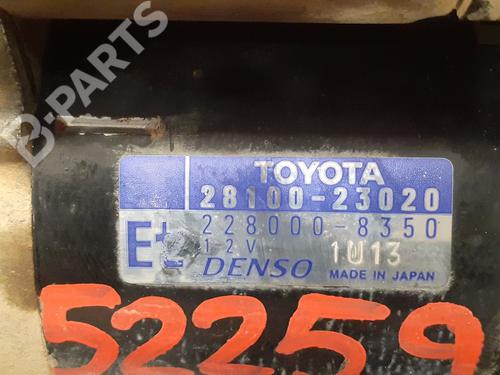 B-PARTS
TOYOTA
28100-23020
228000-8350
12V
1U13
DENSO
MADE IN JAPAN
52259